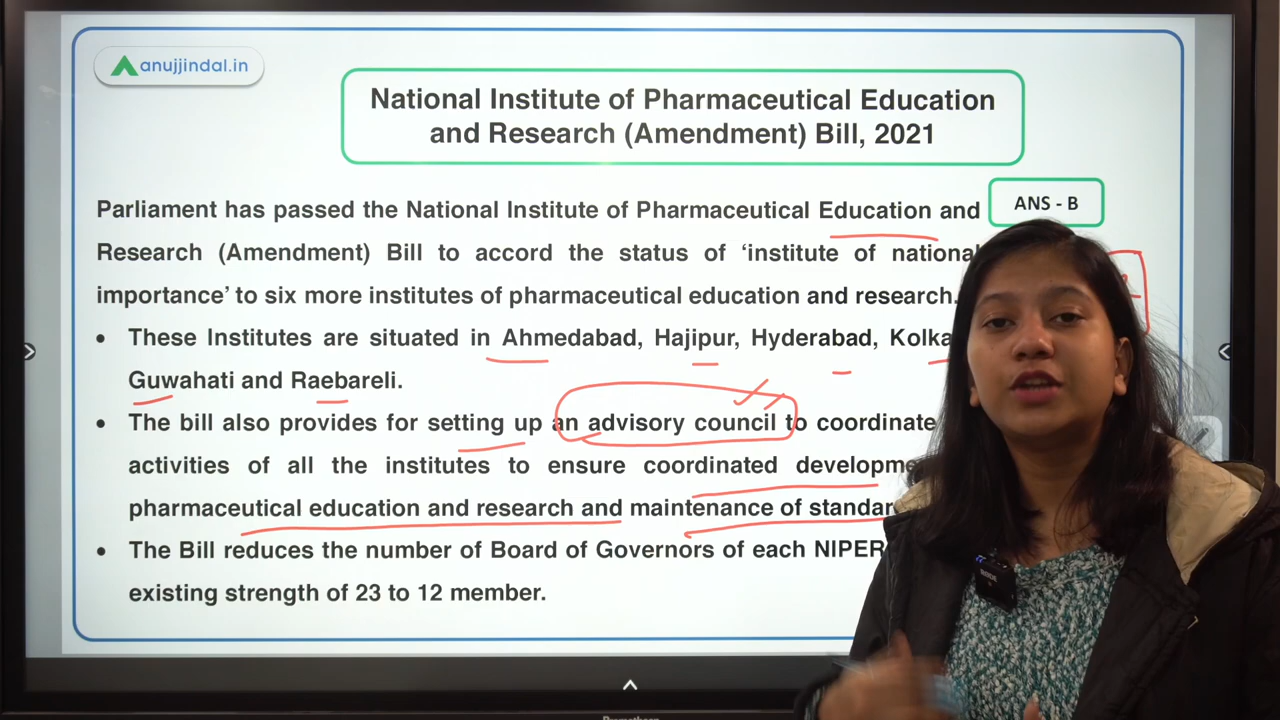 anujjindal.in
National Institute of Pharmaceutical Education
and Research (Amendment) Bill, 2021
ANS - B
Parliament has passed the National Institute of Pharmaceutical Education and
Research (Amendment) Bill to accord the status of ‘institute of national
importance’ to six more institutes of pharmaceutical education and research.
• These Institutes are situated in Ahmedabad, Hajipur, Hyderabad,
Guwahati and Raebareli.
• The bill also provides for setting up an advisory council to coordinate
activities of all the institutes to ensure coordinated
pharmaceutical education and research and maintenance of
• The Bill reduces the number of Board of Governors of each NIPER
existing strength of 23 to 12 member.